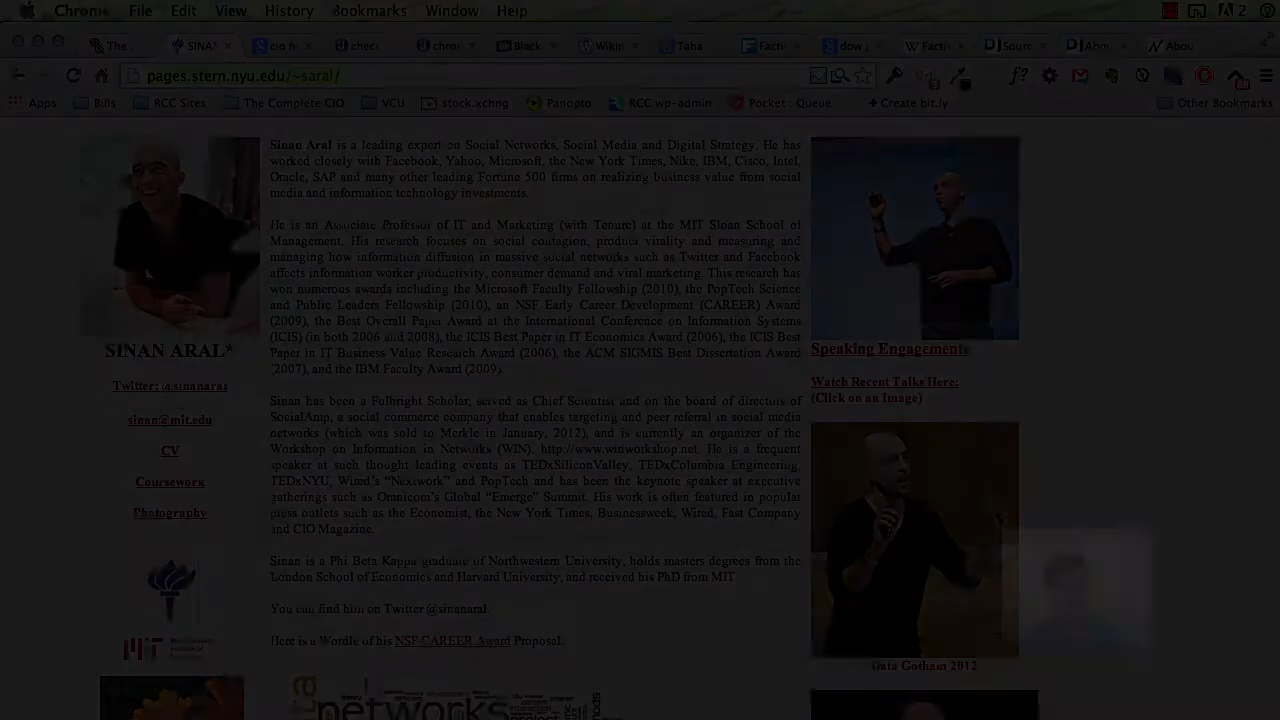 Chrome File Edit View History Bookmarks Window Help
2
The
SINA
clo h
chec
chro
Black
Wikip
Taba
Facti
dow j
Facti
Sourc
Abou
Abou
pages.stern.nyu.edu/~saral/
Apps Bills RCC Sites The Complete CIO VCU stock.xchng Panopto RCC wp-admin Pocket :: Queue Create bit.ly Other Bookmarks
SINAN ARAL*
Twitter: @sinanaral
sinan@mit.edu
CV
Coursework
Photography
MIT
Sinan Aral is a leading expert on Social Networks, Social Media and Digital Strategy. He has
worked closely with Facebook, Yahoo, Microsoft, the New York Times, Nike, IBM, Cisco, Intel,
Oracle, SAP and many other leading Fortune 500 firms on realizing business value from social
media and information technology investments.
He is an Associate Professor of IT and Marketing (with Tenure) at the MIT Sloan School of
Management. His research focuses on social contagion, product virality and measuring and
managing how information diffusion in massive social networks such as Twitter and Facebook
affects information worker productivity, consumer demand and viral marketing. This research has
won numerous awards including the Microsoft Faculty Fellowship (2010), the PopTech Science
and Public Leaders Fellowship (2010), an NSF Early Career Development (CAREER) Award
(2009), the Best Overall Paper Award at the International Conference on Information Systems
(ICIS) (in both 2006 and 2008), the ICIS Best Paper in IT Economics Award (2006), the ICIS Best
Paper in IT Business Value Research Award (2006), the ACM SIGMIS Best Dissertation Award
(2007), and the IBM Faculty Award (2009).
Sinan has been a Fulbright Scholar, served as Chief Scientist and on the board of directors of
SocialAmp, a social commerce company that enables targeting and peer referral in social media
networks (which was sold to Merkle in January, 2012), and is currently an organizer of the
Workshop on Information in Networks (WIN): http://www.winworkshop.net. He is a frequent
speaker at such thought leading events as TEDxSiliconValley, TEDxColumbia Engineering,
TEDxNYU, Wired's “Nextwork” and PopTech and has been the keynote speaker at executive
gatherings such as Omnicom's Global “Emerge” Summit. His work is often featured in popular
press outlets such as the Economist, the New York Times, Businessweek, Wired, Fast Company
and CIO Magazine.
Sinan is a Phi Beta Kappa graduate of Northwestern University, holds masters degrees from the
London School of Economics and Harvard University, and received his PhD from MIT
You can find him on Twitter @sinanaral.
Here is a Wordle of his NSF CAREER Award Proposal.
networks
Speaking Engagements
Watch Recent Talks Here:
(Click on an Image)
Data Gotham 2012